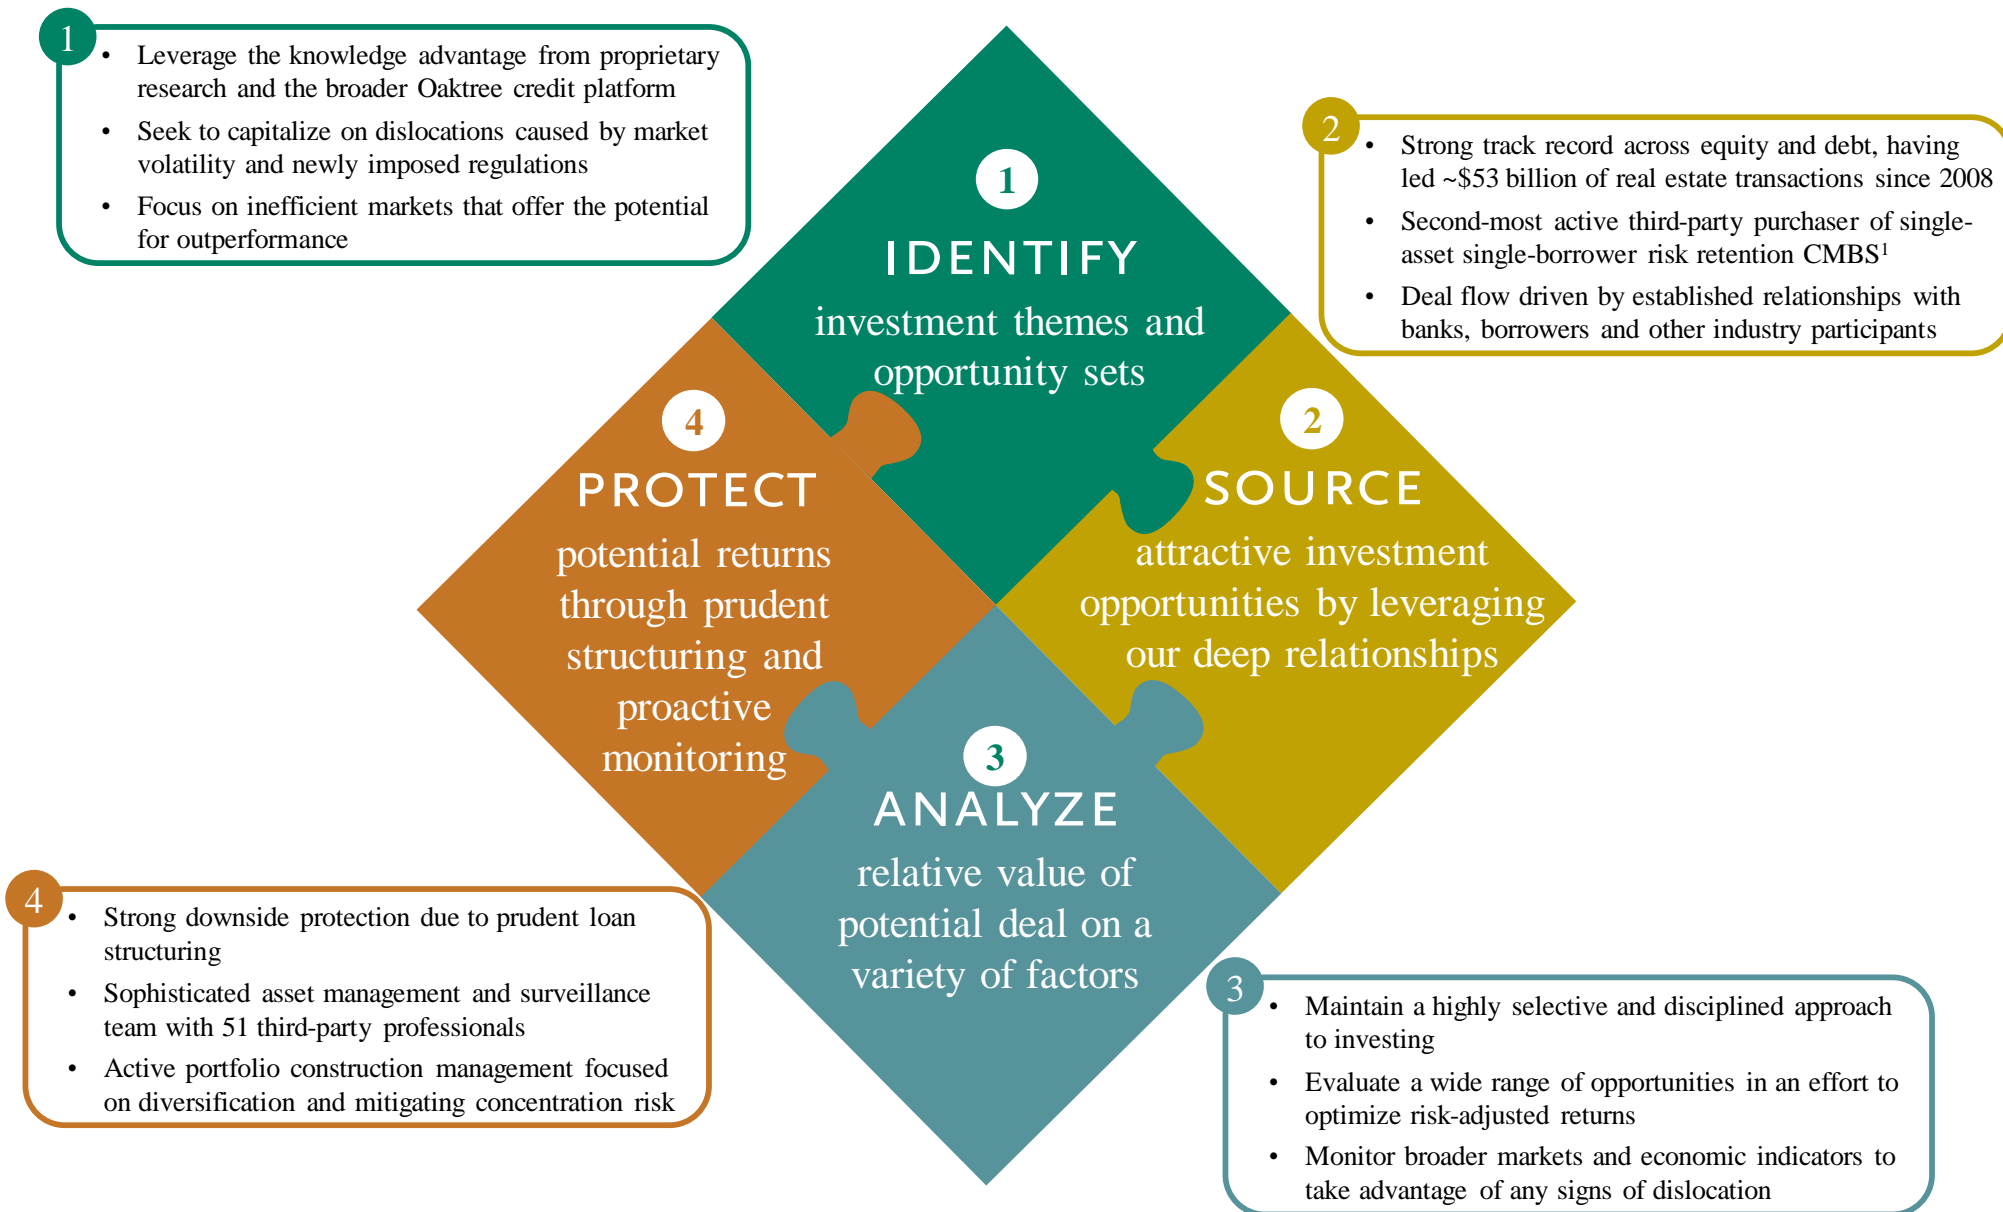 1
• Leverage the knowledge advantage from proprietary
research and the broader Oaktree credit platform
• Seek to capitalize on dislocations caused by market
volatility and newly imposed regulations
• Focus on inefficient markets that offer the potential
for outperformance
2
• Strong track record across equity and debt, having
led ~$53 billion of real estate transactions since 2008
• Second-most active third-party purchaser of single-
asset single-borrower risk retention CMBS¹
• Deal flow driven by established relationships with
banks, borrowers and other industry participants
1
IDENTIFY
investment themes and
opportunity sets
2
SOURCE
attractive investment
opportunities by leveraging
our deep relationships
4
PROTECT
potential returns
through prudent
structuring and
proactive
monitoring
3
ANALYZE
relative value of
potential deal on a
variety of factors
4
• Strong downside protection due to prudent loan
structuring
• Sophisticated asset management and surveillance
team with 51 third-party professionals
• Active portfolio construction management focused
on diversification and mitigating concentration risk
3
• Maintain a highly selective and disciplined approach
to investing
• Evaluate a wide range of opportunities in an effort to
optimize risk-adjusted returns
• Monitor broader markets and economic indicators to
take advantage of any signs of dislocation